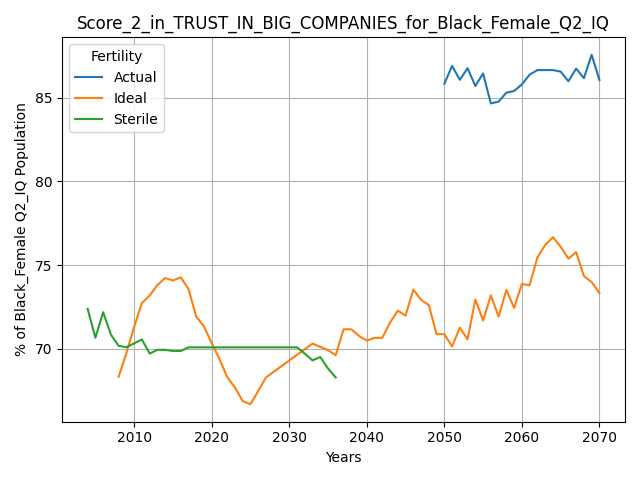 Score_2_in_TRUST_IN_BIG_COMPANIES_for_Black_Female_Q2_IQ
Fertility
Actual
Ideal
Sterile
% of Black_Female Q2_IQ Population
85
80
75
70
2010
2020
2030
2040
2050
2060
2070
Years